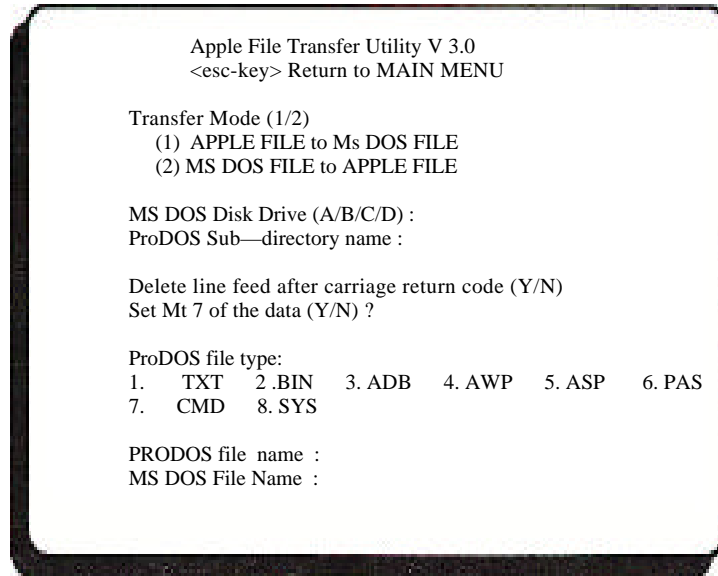 Apple File Transfer Utility V 3.0
<esc-key> Return to MAIN MENU
Transfer Mode (1/2)
(1) APPLE FILE to Ms DOS FILE
(2) MS DOS FILE to APPLE FILE
MS DOS Disk Drive (A/B/C/D) :
ProDOS Sub—directory name :
Delete line feed after carriage return code (Y/N)
Set Mt 7 of the data (Y/N) ?
ProDOS file type:
1. TXT 2 .BIN 3. ADB 4. AWP 5. ASP 6. PAS
7. CMD 8. SYS
PRODOS file name :
MS DOS File Name :